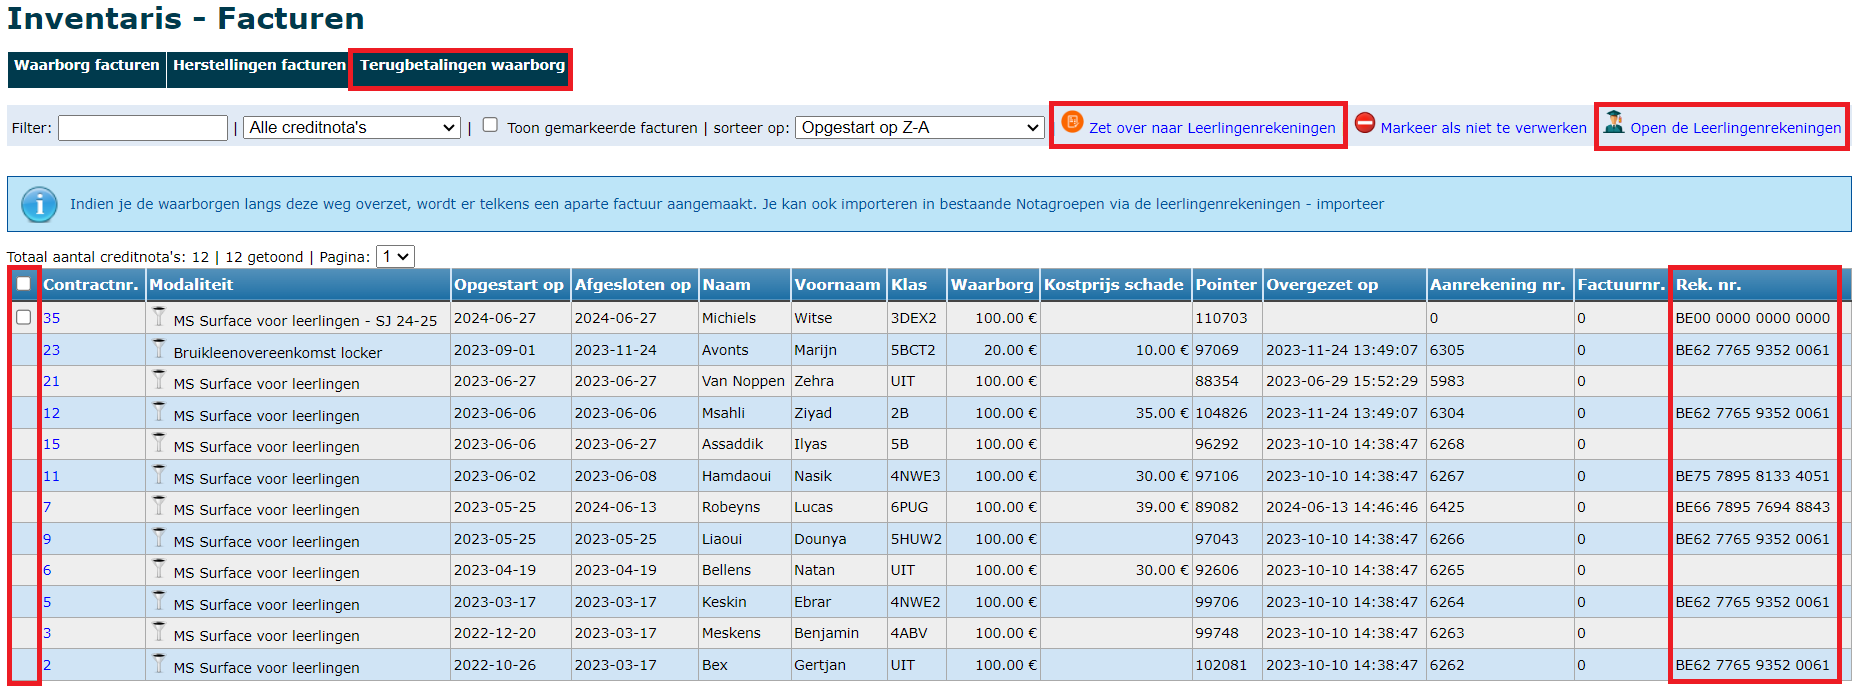 Inventaris - Facturen
Waarborg facturen Herstellingen facturen Terugbetalingen waarborg
Filter: | Alle creditnota's | Toon gemarkeerde facturen | sorteer op: Opgestart op Z-A | Zet over naar Leerlingenrekeningen Markeer als niet te verwerken Open de Leerlingenrekeningen
Indien je de waarborgen langs deze weg overzet, wordt er telkens een aparte factuur aangemaakt. Je kan ook importeren in bestaande Notagroepen via de leerlingenrekeningen - importeer
Totaal aantal creditnota's: 12 | 12 getoond | Pagina: 1
Contractnr. Modaliteit Opgestart op Afgesloten op Naam Voornaam Klas Waarborg Kostprijs schade Pointer Overgezet op Aanrekening nr. Factuurnr. Rek. nr.
35 MS Surface voor leerlingen - SJ 24-25 2024-06-27 2024-06-27 Michiels Witse 3DEX2 100.00 € 110703 0 0 BE00 0000 0000 0000
23 Bruikleenovereenkomst locker 2023-09-01 2023-11-24 Avonts Marijn 5BCT2 20.00 € 10.00 € 97069 2023-11-24 13:49:07 6305 0 BE62 7765 9352 0061
21 MS Surface voor leerlingen 2023-06-27 2023-06-27 Van Noppen Zehra UIT 100.00 € 88354 2023-06-29 15:52:29 5983 0
12 MS Surface voor leerlingen 2023-06-06 2023-06-06 Msahli Ziyad 2B 100.00 € 35.00 € 104826 2023-11-24 13:49:07 6304 0 BE62 7765 9352 0061
15 MS Surface voor leerlingen 2023-06-06 2023-06-27 Assaddik Ilyas 5B 100.00 € 96292 2023-10-10 14:38:47 6268 0
11 MS Surface voor leerlingen 2023-06-02 2023-06-08 Hamdaoui Nasik 4NWE3 100.00 € 30.00 € 97106 2023-10-10 14:38:47 6267 0 BE75 7895 8133 4051
7 MS Surface voor leerlingen 2023-05-25 2024-06-13 Robeyns Lucas 6PUG 100.00 € 39.00 € 89082 2024-06-13 14:46:46 6425 0 BE66 7895 7694 8843
9 MS Surface voor leerlingen 2023-05-25 2023-05-25 Liaoui Dounya 5HUW2 100.00 € 97043 2023-10-10 14:38:47 6266 0 BE62 7765 9352 0061
6 MS Surface voor leerlingen 2023-04-19 2023-04-19 Bellens Natan UIT 100.00 € 30.00 € 92606 2023-10-10 14:38:47 6265 0
5 MS Surface voor leerlingen 2023-03-17 2023-03-17 Keskin Ebrar 4NWE2 100.00 € 99706 2023-10-10 14:38:47 6264 0 BE62 7765 9352 0061
3 MS Surface voor leerlingen 2022-12-20 2023-03-17 Meskens Benjamin 4ABV 100.00 € 99748 2023-10-10 14:38:47 6263 0
2 MS Surface voor leerlingen 2022-10-26 2023-03-17 Bex Gertjan UIT 100.00 € 102081 2023-10-10 14:38:47 6262 0 BE62 7765 9352 0061